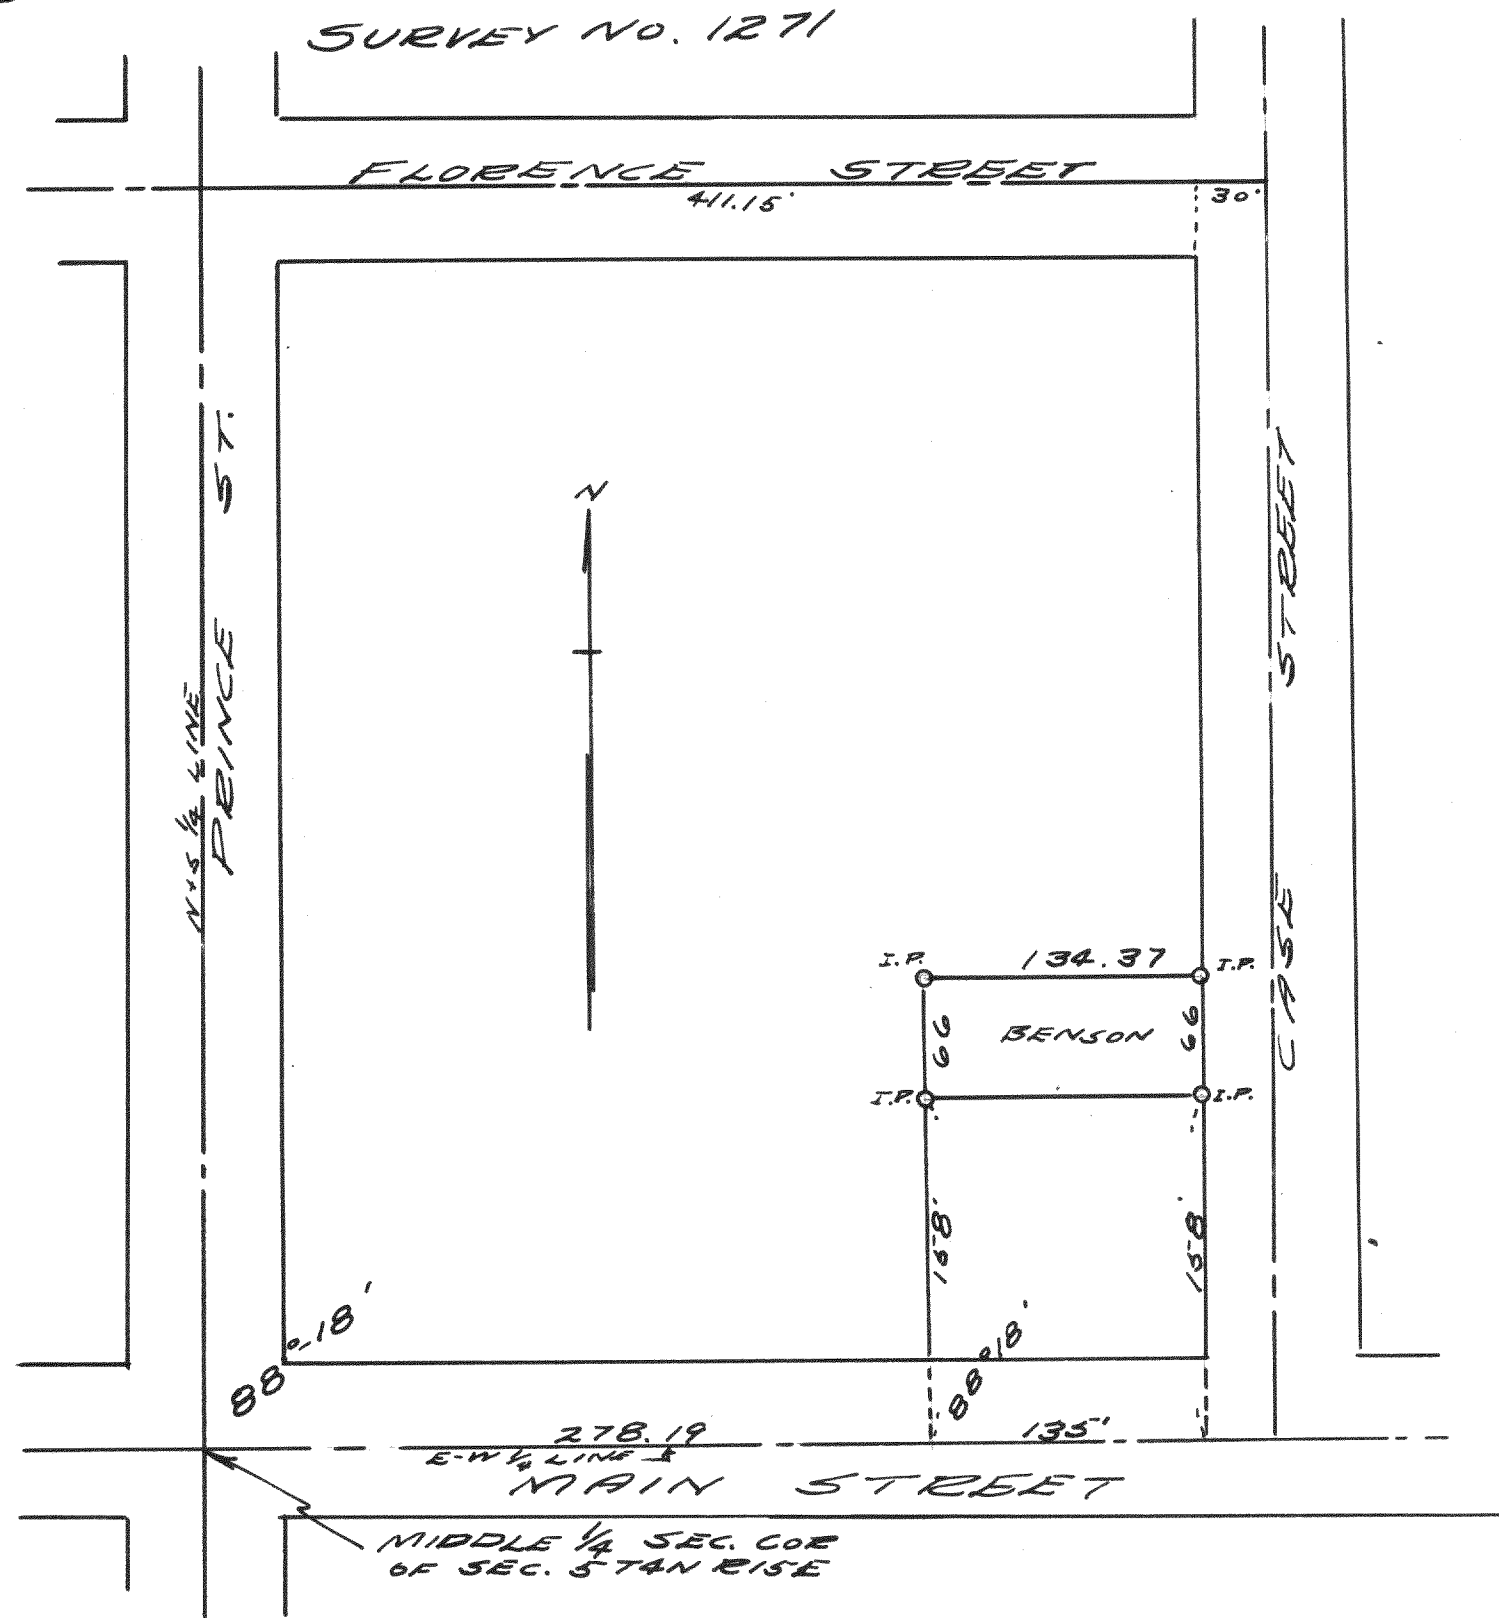 SURVEY NO. 1271
FLORENCE STREET
411.15'
30'
PRINCE ST.
N+S 1/4 LINE
N
CASE STREET
I.P.
134.37
I.P.
66
BENSON
66
I.P.
I.P.
158'
158'
88°-18'
88°-18'
278.19
135'
E-W 1/4 LINE
MAIN STREET
MIDDLE 1/4 SEC. COR
OF SEC. 5 T4N R15E